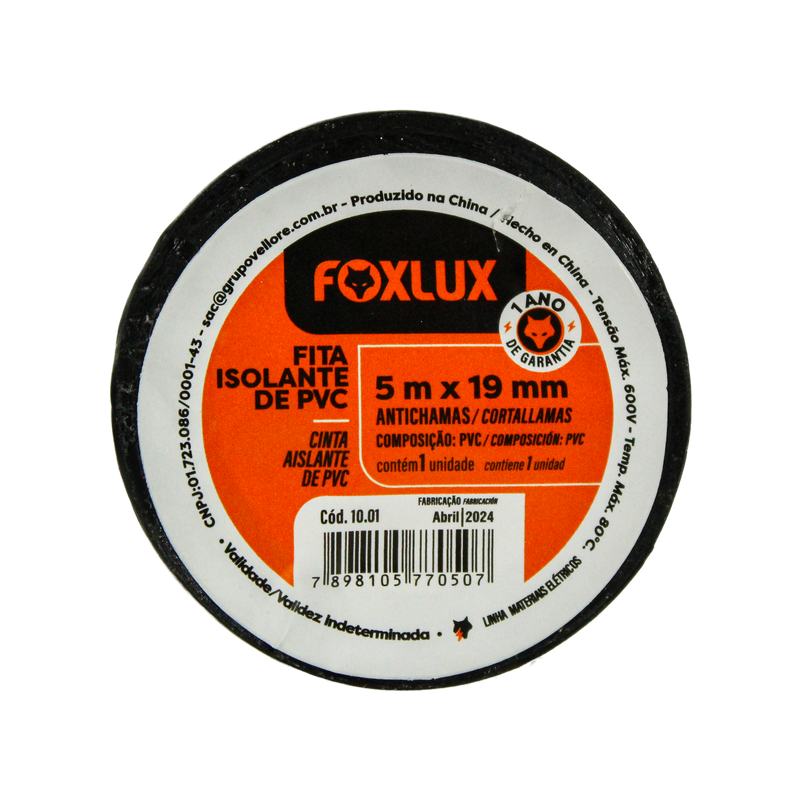 FOXLUX
1 ANO
DE GARANTIA
FITA
ISOLANTE
DE PVC
CINTA
AISLANTE
DE PVC
5 m x 19 mm
ANTICHAMAS/CORTALLAMAS
COMPOSIÇÃO: PVC/COMPOSICIÓN: PVC
contém 1 unidade contiene 1 unidad
FABRICAÇÃO FABRICACIÓN
Cód. 10.01 Abril|2024
7 898105 770507
CNPJ:01.723.086/0001-43 - sac@grupovellore.com.br - Produzido na China / Hecho en China - Tensão Máx. 600V - Temp. Máx. 80°C.
• Validade/Validez indeterminada •
LINHA MATERIAIS ELÉTRICOS